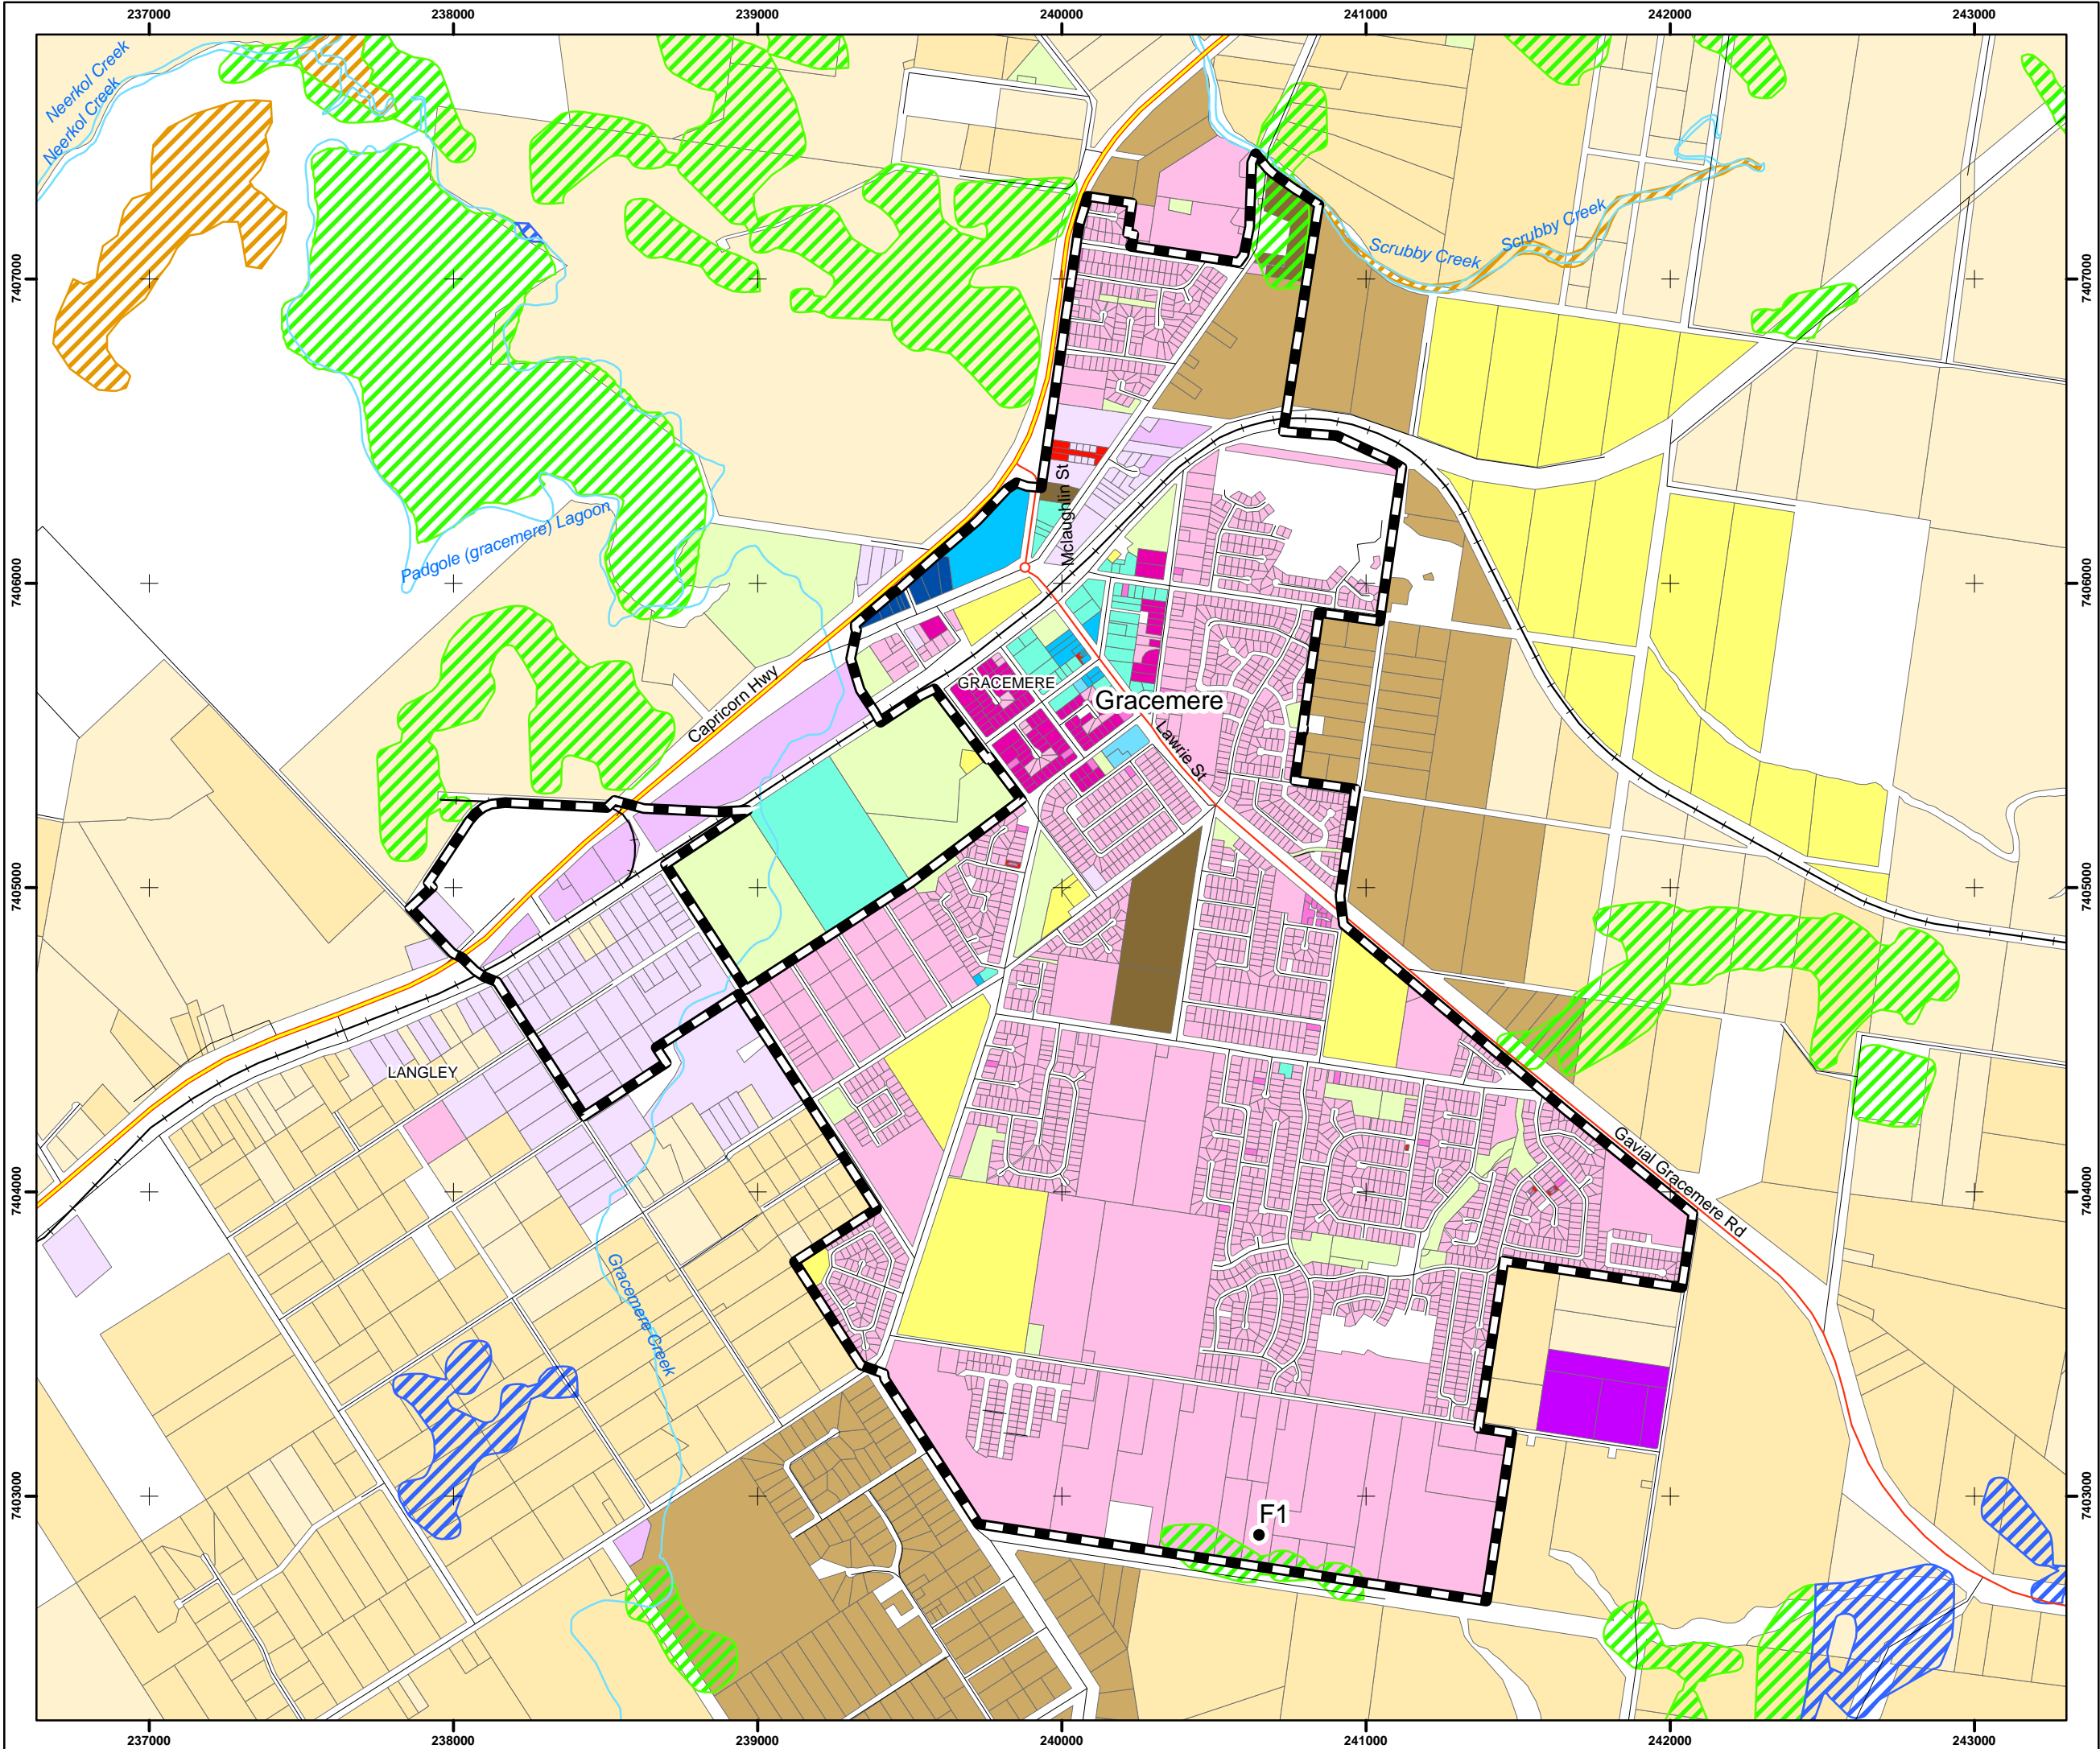 237000 238000 239000 240000 241000 242000 243000
Neerkol Creek
Neerkol Creek
Scrubby Creek
Scrubby Creek
7407000 7407000
Mclaughlin St
Padgole (gracemere) Lagoon
7406000 7406000
GRACEMERE
Gracemere
Capricorn Hwy
Lawrie St
7405000 7405000
LANGLEY
Gavial Gracemere Rd
7404000 7404000
Gracemere Creek
7403000 7403000
F1
237000 238000 239000 240000 241000 242000 243000